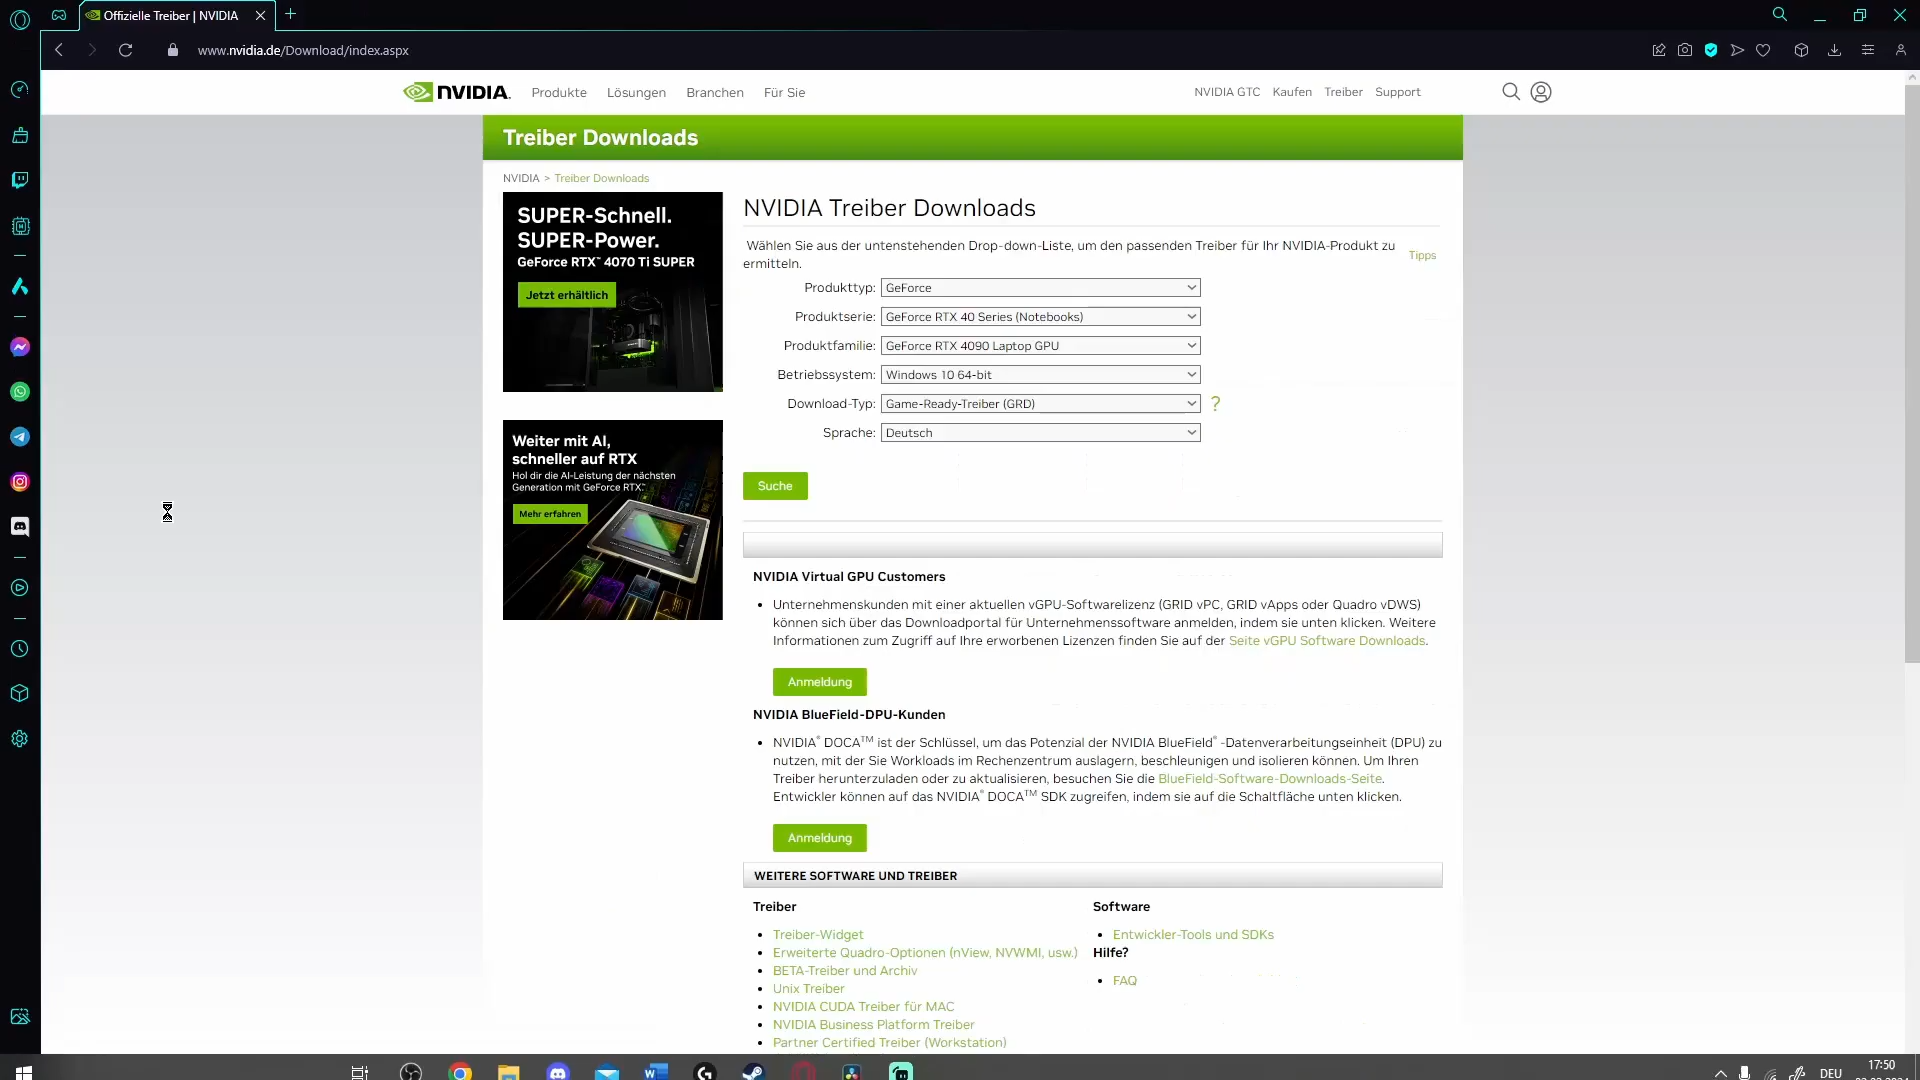 Offizielle Treiber | NVIDIA
www.nvidia.de/Download/index.aspx
NVIDIA.
Produkte
Lösungen
Branchen
Für Sie
NVIDIA GTC
Kaufen
Treiber
Support
Treiber Downloads
NVIDIA > Treiber Downloads
SUPER-Schnell.
SUPER-Power.
GeForce RTX™ 4070 Ti SUPER
Jetzt erhältlich
Weiter mit AI,
schneller auf RTX
Hol dir die AI-Leistung der nächsten
Generation mit GeForce RTX™.
Mehr erfahren
NVIDIA Treiber Downloads
Wählen Sie aus der untenstehenden Drop-down-Liste, um den passenden Treiber für Ihr NVIDIA-Produkt zu
ermitteln.
Tipps
Produkttyp: GeForce
Produktserie: GeForce RTX 40 Series (Notebooks)
Produktfamilie: GeForce RTX 4090 Laptop GPU
Betriebssystem: Windows 10 64-bit
Download-Typ: Game-Ready-Treiber (GRD) ?
Sprache: Deutsch
Suche
NVIDIA Virtual GPU Customers
• Unternehmenskunden mit einer aktuellen vGPU-Softwarelizenz (GRID vPC, GRID vApps oder Quadro vDWS)
können sich über das Downloadportal für Unternehmenssoftware anmelden, indem sie unten klicken. Weitere
Informationen zum Zugriff auf Ihre erworbenen Lizenzen finden Sie auf der Seite vGPU Software Downloads.
Anmeldung
NVIDIA BlueField-DPU-Kunden
• NVIDIA® DOCA™ ist der Schlüssel, um das Potenzial der NVIDIA BlueField® -Datenverarbeitungseinheit (DPU) zu
nutzen, mit der Sie Workloads im Rechenzentrum auslagern, beschleunigen und isolieren können. Um Ihren
Treiber herunterzuladen oder zu aktualisieren, besuchen Sie die BlueField-Software-Downloads-Seite.
Entwickler können auf das NVIDIA® DOCA™ SDK zugreifen, indem sie auf die Schaltfläche unten klicken.
Anmeldung
WEITERE SOFTWARE UND TREIBER
Treiber
• Treiber-Widget
• Erweiterte Quadro-Optionen (nView, NVWMI, usw.)
• BETA-Treiber und Archiv
• Unix Treiber
• NVIDIA CUDA Treiber für MAC
• NVIDIA Business Platform Treiber
• Partner Certified Treiber (Workstation)
Software
• Entwickler-Tools und SDKs
Hilfe?
• FAQ
DEU
17:50